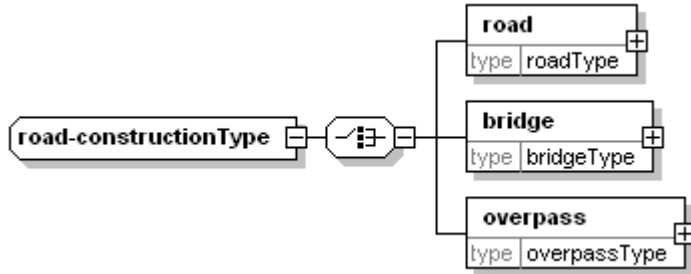 road
type roadType
road-constructionType
bridge
type bridgeType
overpass
type overpassType